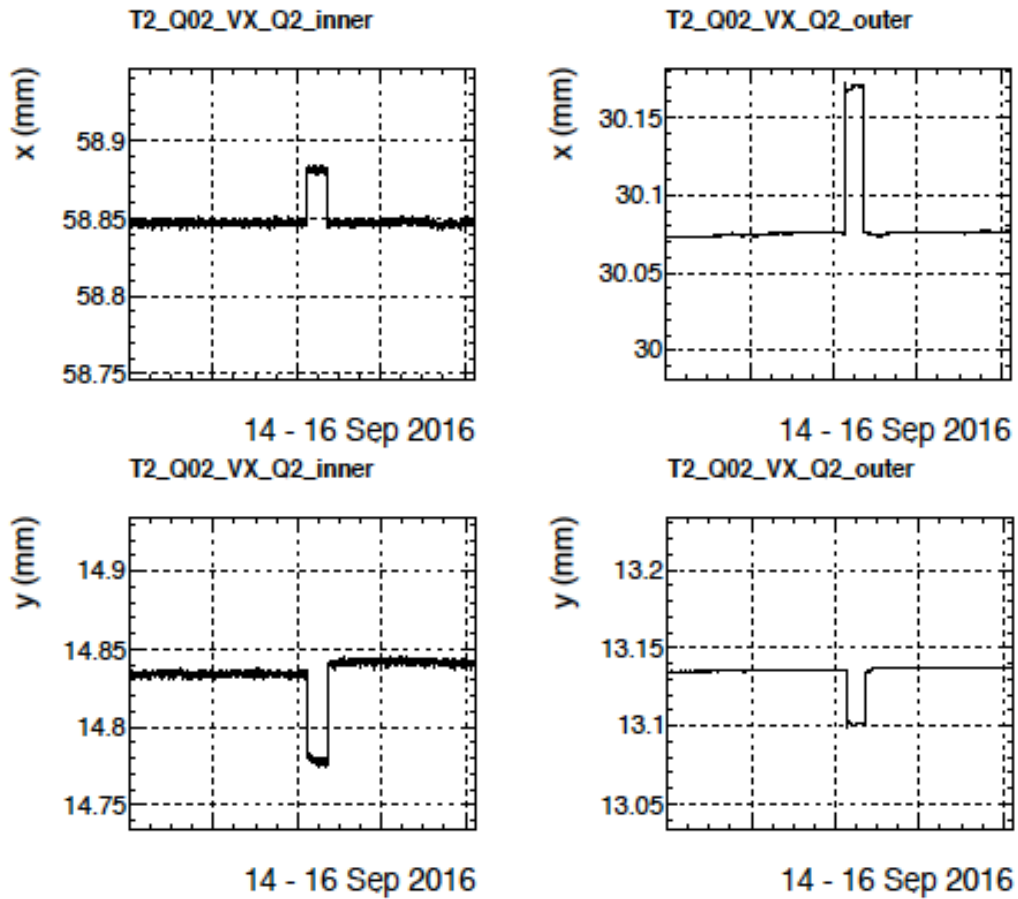 T2_Q02_VX_Q2_inner
x (mm)
58.9
58.85
58.8
58.75
14 - 16 Sep 2016
T2_Q02_VX_Q2_outer
x (mm)
30.15
30.1
30.05
30
14 - 16 Sep 2016
T2_Q02_VX_Q2_inner
y (mm)
14.9
14.85
14.8
14.75
14 - 16 Sep 2016
T2_Q02_VX_Q2_outer
y (mm)
13.2
13.15
13.1
13.05
14 - 16 Sep 2016